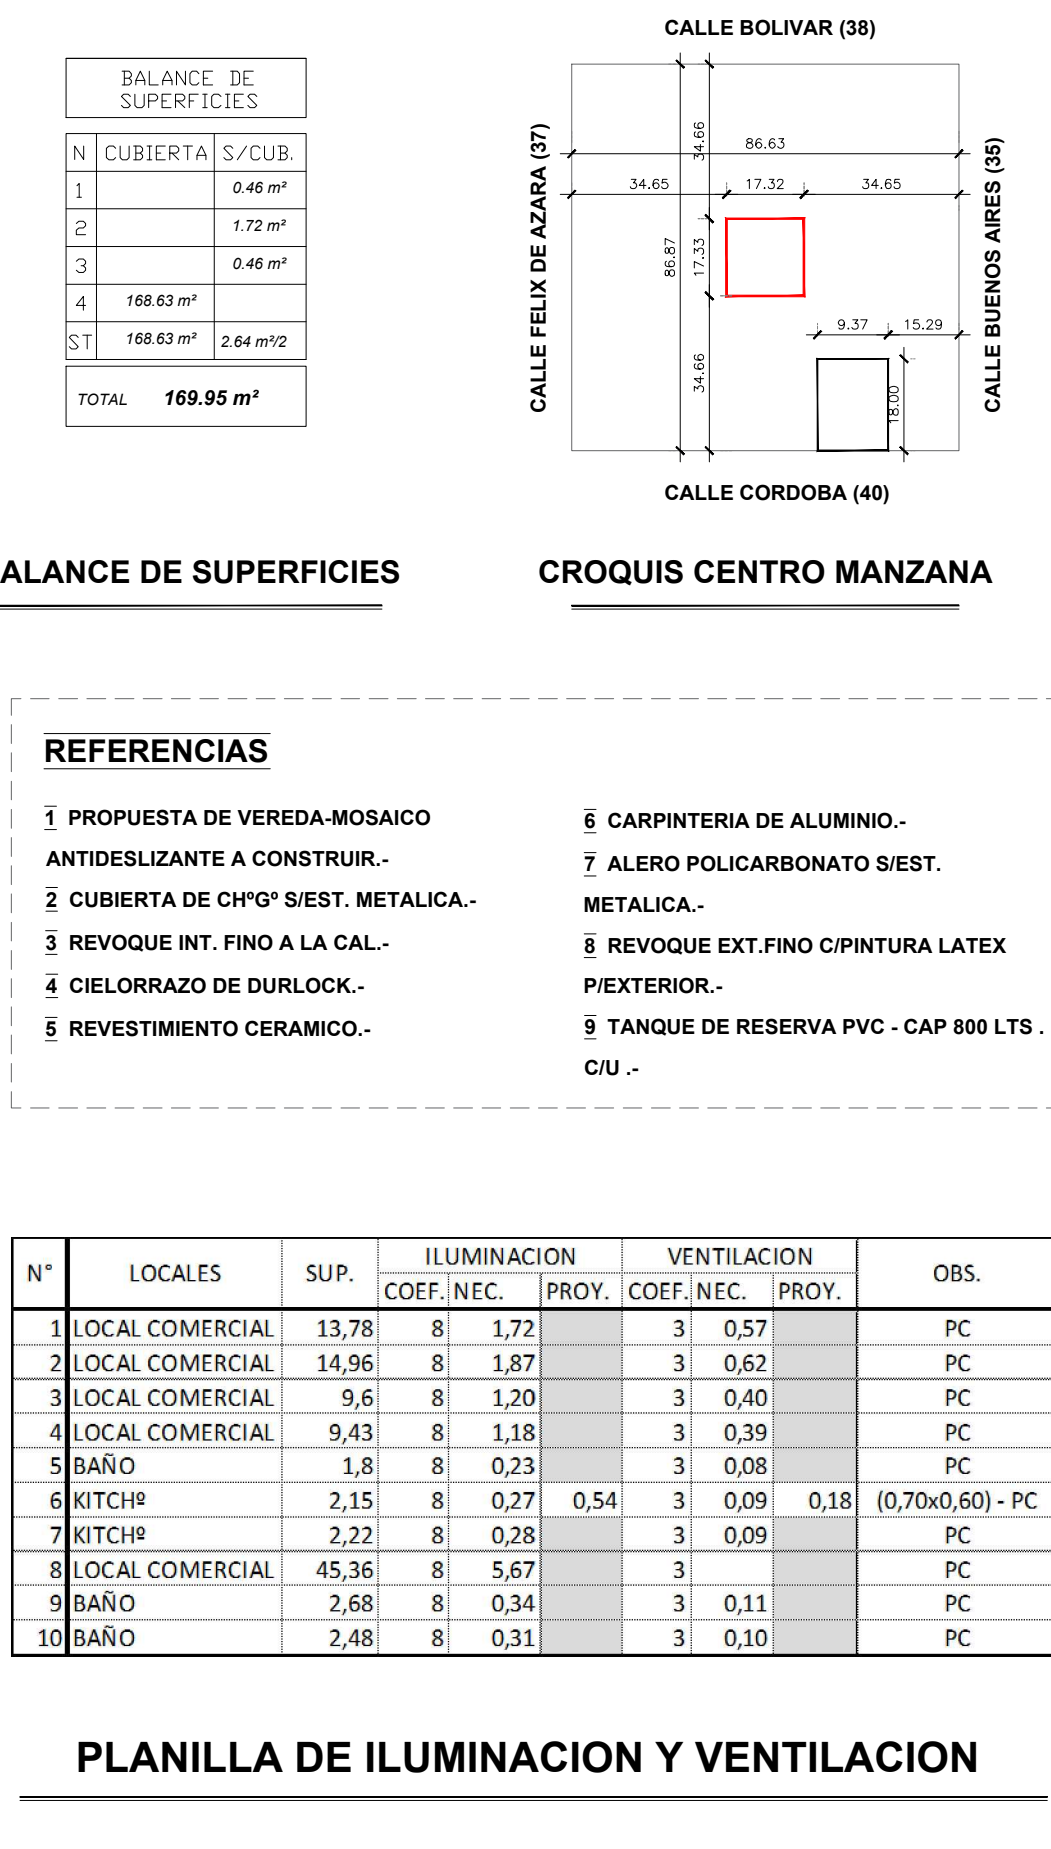 BALANCE DE
SUPERFICIES
N CUBIERTA S/CUB.
1 0.46 m²
2 1.72 m²
3 0.46 m²
4 168.63 m²
ST 168.63 m² 2.64 m²/2
TOTAL 169.95 m²
CALLE BOLIVAR (38)
CALLE FELIX DE AZARA (37)
CALLE BUENOS AIRES (35)
34.66
86.63
34.65 17.32 34.65
86.87
17.33
9.37 15.29
34.66
18.00
CALLE CORDOBA (40)
ALANCE DE SUPERFICIES
CROQUIS CENTRO MANZANA
REFERENCIAS
1 PROPUESTA DE VEREDA-MOSAICO
ANTIDESLIZANTE A CONSTRUIR.-
2 CUBIERTA DE CHºGº S/EST. METALICA.-
3 REVOQUE INT. FINO A LA CAL.-
4 CIELORRAZO DE DURLOCK.-
5 REVESTIMIENTO CERAMICO.-
6 CARPINTERIA DE ALUMINIO.-
7 ALERO POLICARBONATO S/EST.
METALICA.-
8 REVOQUE EXT.FINO C/PINTURA LATEX
P/EXTERIOR.-
9 TANQUE DE RESERVA PVC - CAP 800 LTS .
C/U .-
N° LOCALES SUP. ILUMINACION VENTILACION OBS.
COEF. NEC. PROY. COEF. NEC. PROY.
1 LOCAL COMERCIAL 13,78 8 1,72 3 0,57 PC
2 LOCAL COMERCIAL 14,96 8 1,87 3 0,62 PC
3 LOCAL COMERCIAL 9,6 8 1,20 3 0,40 PC
4 LOCAL COMERCIAL 9,43 8 1,18 3 0,39 PC
5 BAÑO 1,8 8 0,23 3 0,08 PC
6 KITCHº 2,15 8 0,27 0,54 3 0,09 0,18 (0,70x0,60) - PC
7 KITCHº 2,22 8 0,28 3 0,09 PC
8 LOCAL COMERCIAL 45,36 8 5,67 3 PC
9 BAÑO 2,68 8 0,34 3 0,11 PC
10 BAÑO 2,48 8 0,31 3 0,10 PC
PLANILLA DE ILUMINACION Y VENTILACION